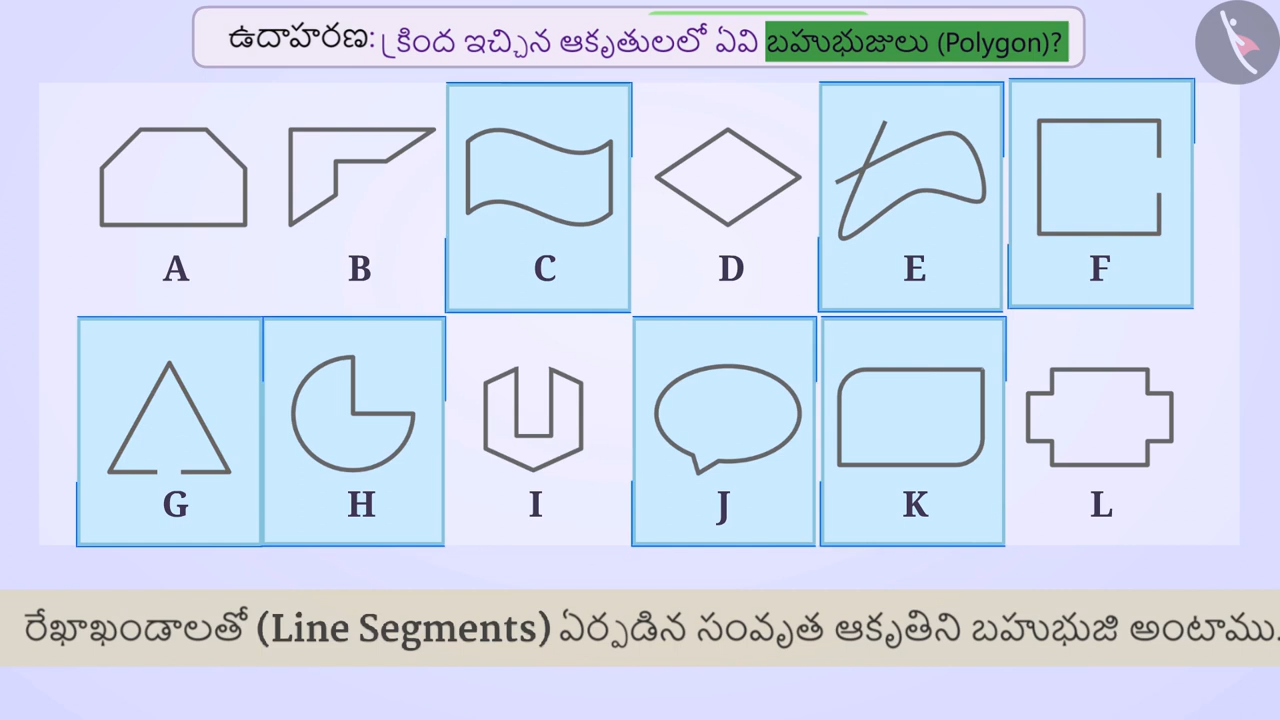 ఉదాహరణ: క్రింద ఇచ్చిన ఆకృతులలో ఏవి బహుభుజులు (Polygon)?
A B C D E F
G H I J K L
రేఖాఖండాలతో (Line Segments) ఏర్పడిన సంవృత ఆకృతిని బహుభుజి అంటాము.